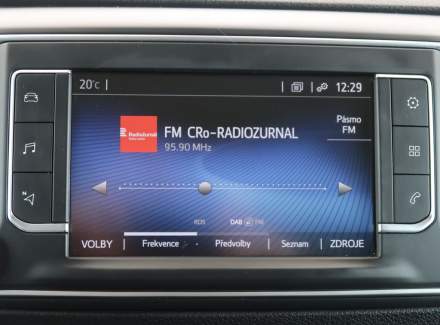 20°C 12:29
Radiožurnál
FM CRo-RADIOZURNAL
95.90 MHz
Pásmo
FM
RDS DAB FM
VOLBY Frekvence Předvolby Seznam ZDROJE
N